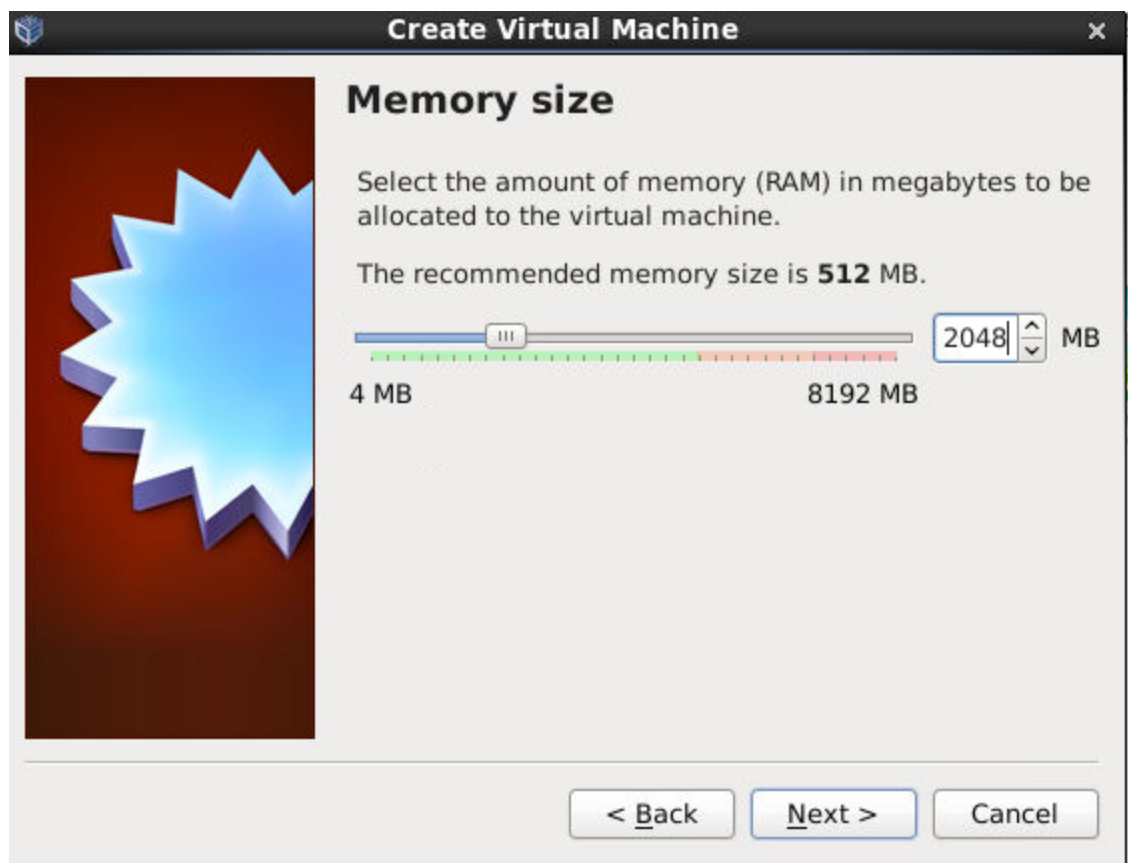 Create Virtual Machine
Memory size
Select the amount of memory (RAM) in megabytes to be
allocated to the virtual machine.
The recommended memory size is 512 MB.
2048 MB
4 MB 8192 MB
< Back Next > Cancel